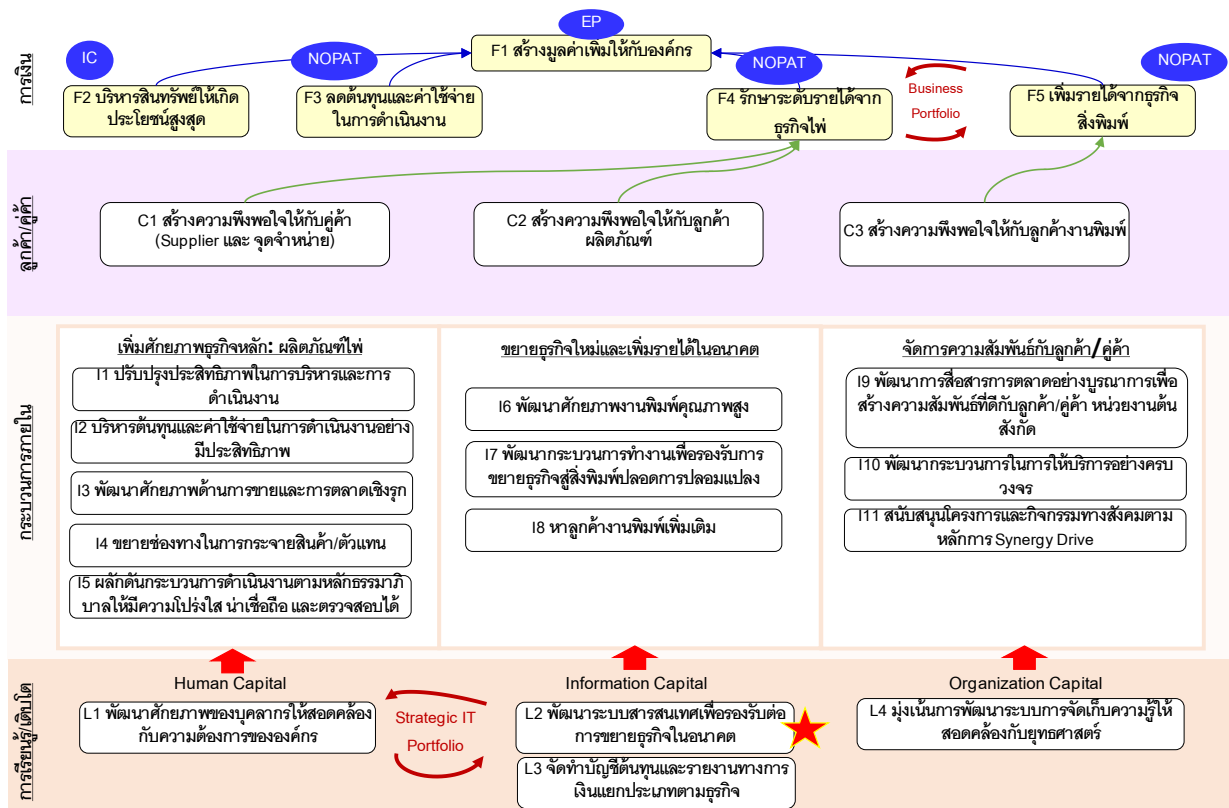 EP
F1 สร้างมูลค่าเพิ่มให้กับองค์กร
IC
NOPAT
NOPAT
NOPAT
การเงิน
F2 บริหารสินทรัพย์ให้เกิด
ประโยชน์สูงสุด
F3 ลดต้นทุนและค่าใช้จ่าย
ในการดำเนินงาน
F4 รักษาระดับรายได้จาก
ธุรกิจไพ่
Business
Portfolio
F5 เพิ่มรายได้จากธุรกิจ
สิ่งพิมพ์
ลูกค้า/คู่ค้า
C1 สร้างความพึงพอใจให้กับคู่ค้า
(Supplier และ จุดจำหน่าย)
C2 สร้างความพึงพอใจให้กับลูกค้า
ผลิตภัณฑ์
C3 สร้างความพึงพอใจให้กับลูกค้างานพิมพ์
กระบวนการภายใน
เพิ่มศักยภาพธุรกิจหลัก: ผลิตภัณฑ์ไพ่
I1 ปรับปรุงประสิทธิภาพในการบริหารและการ
ดำเนินงาน
I2 บริหารต้นทุนและค่าใช้จ่ายในการดำเนินงานอย่าง
มีประสิทธิภาพ
I3 พัฒนาศักยภาพด้านการขายและการตลาดเชิงรุก
I4 ขยายช่องทางในการกระจายสินค้า/ตัวแทน
I5 ผลักดันกระบวนการดำเนินงานตามหลักธรรมาภิ
บาลให้มีความโปร่งใส น่าเชื่อถือ และตรวจสอบได้
ขยายธุรกิจใหม่และเพิ่มรายได้ในอนาคต
I6 พัฒนาศักยภาพงานพิมพ์คุณภาพสูง
I7 พัฒนากระบวนการทำงานเพื่อรองรับการ
ขยายธุรกิจสู่สิ่งพิมพ์ปลอดการปลอมแปลง
I8 หาลูกค้างานพิมพ์เพิ่มเติม
จัดการความสัมพันธ์กับลูกค้า/คู่ค้า
I9 พัฒนาการสื่อสารการตลาดอย่างบูรณาการเพื่อ
สร้างความสัมพันธ์ที่ดีกับลูกค้า/คู่ค้า หน่วยงานต้น
สังกัด
I10 พัฒนากระบวนการในการให้บริการอย่างครบ
วงจร
I11 สนับสนุนโครงการและกิจกรรมทางสังคมตาม
หลักการ Synergy Drive
การเรียนรู้/เติบโต
Human Capital
L1 พัฒนาศักยภาพของบุคลากรให้สอดคล้อง
กับความต้องการขององค์กร
Strategic IT
Portfolio
Information Capital
L2 พัฒนาระบบสารสนเทศเพื่อรองรับต่อ
การขยายธุรกิจในอนาคต
L3 จัดทำบัญชีต้นทุนและรายงานทางการ
เงินแยกประเภทตามธุรกิจ
Organization Capital
L4 มุ่งเน้นการพัฒนาระบบการจัดเก็บความรู้ให้
สอดคล้องกับยุทธศาสตร์